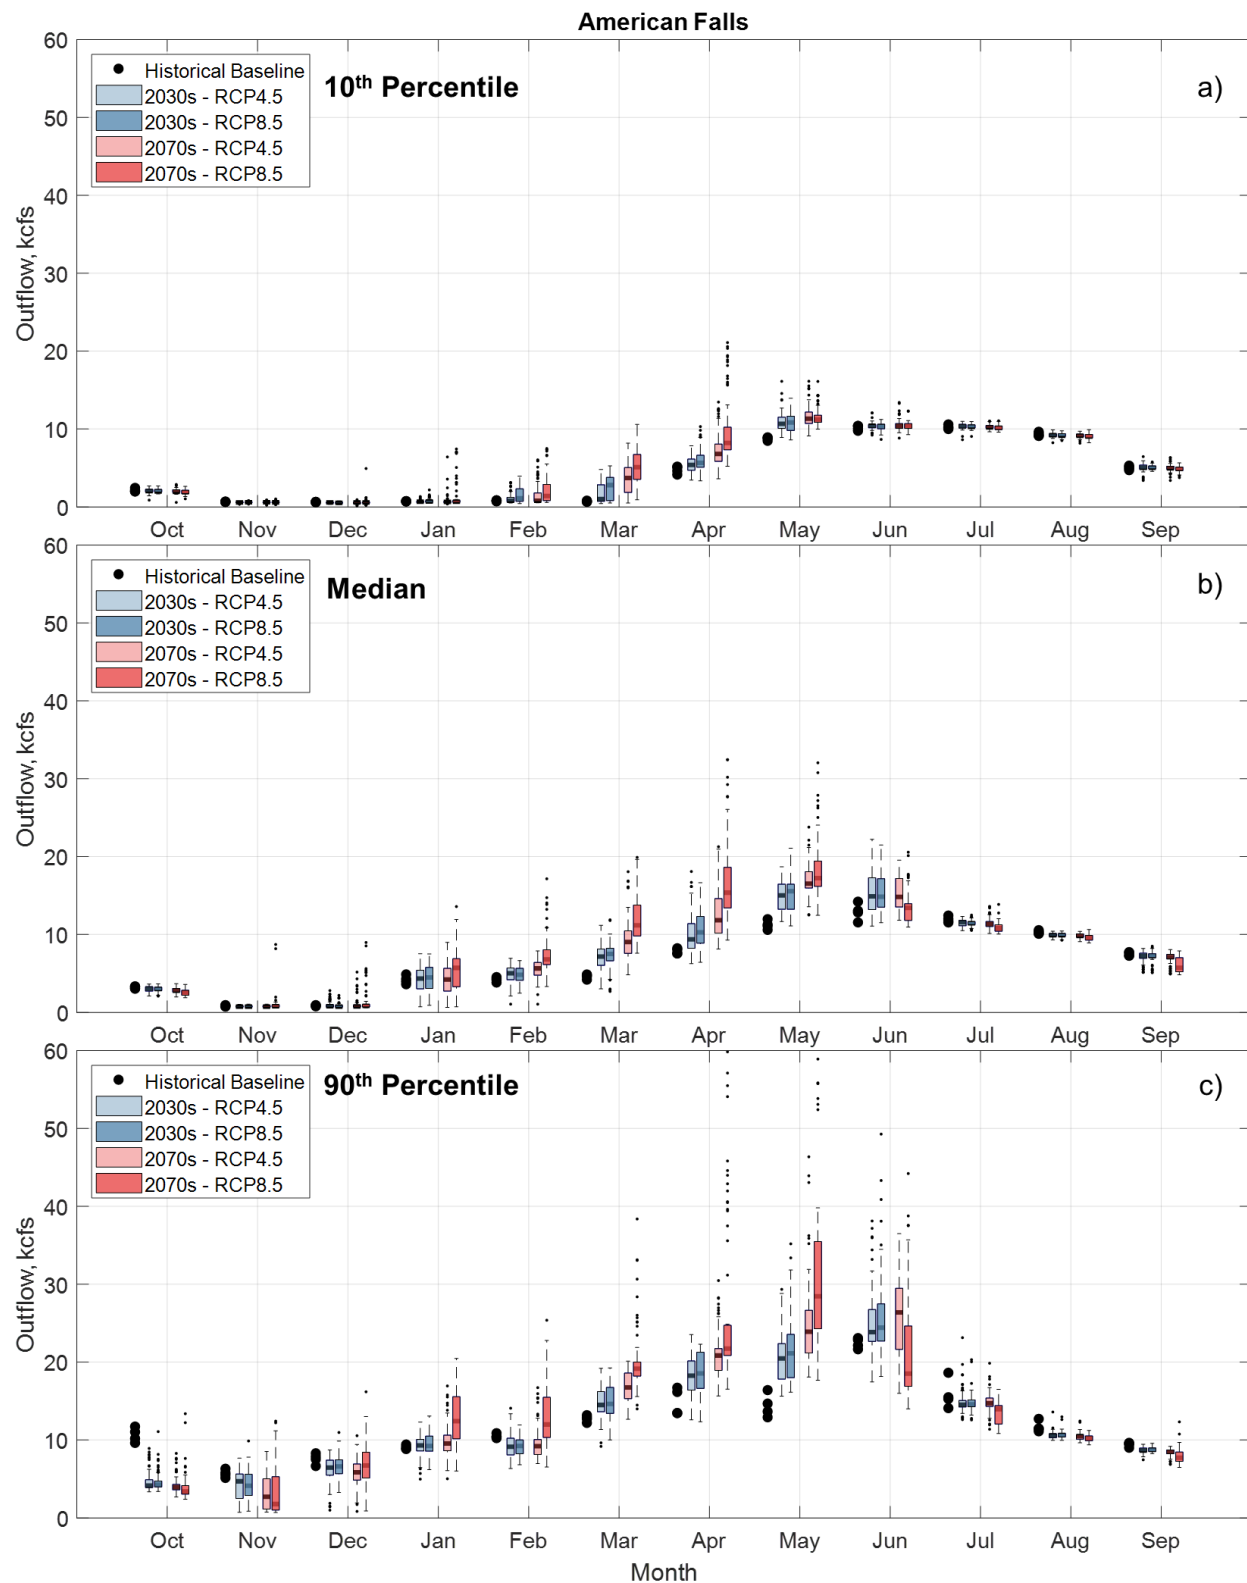 American Falls
60
50
40
30
20
10
0
Outflow, kcfs
Historical Baseline
2030s - RCP4.5
2030s - RCP8.5
2070s - RCP4.5
2070s - RCP8.5
10th Percentile
a)
Oct Nov Dec Jan Feb Mar Apr May Jun Jul Aug Sep
60
50
40
30
20
10
0
Outflow, kcfs
Historical Baseline
2030s - RCP4.5
2030s - RCP8.5
2070s - RCP4.5
2070s - RCP8.5
Median
b)
Oct Nov Dec Jan Feb Mar Apr May Jun Jul Aug Sep
60
50
40
30
20
10
0
Outflow, kcfs
Historical Baseline
2030s - RCP4.5
2030s - RCP8.5
2070s - RCP4.5
2070s - RCP8.5
90th Percentile
c)
Oct Nov Dec Jan Feb Mar Apr May Jun Jul Aug Sep
Month